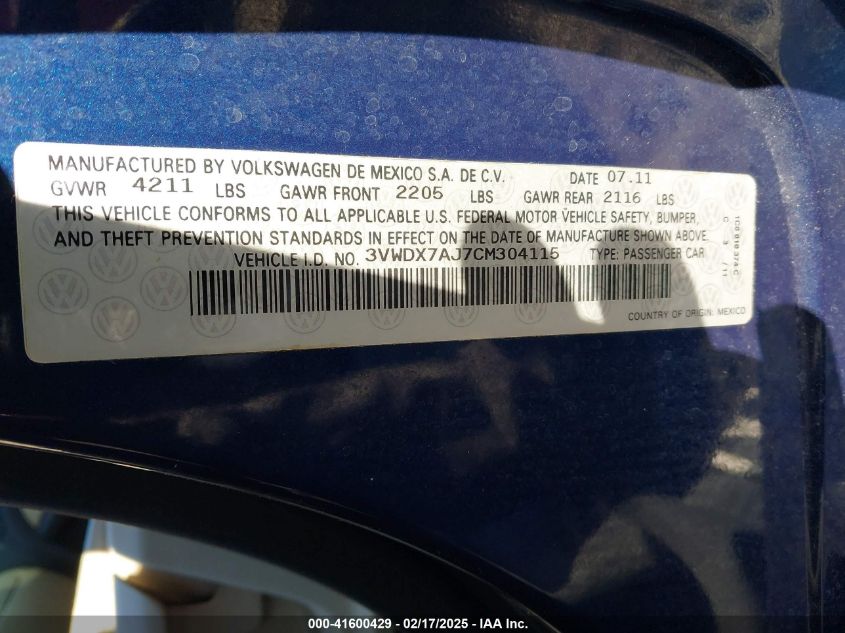 MANUFACTURED BY VOLKSWAGEN DE MEXICO S.A. DE C.V. DATE 07.11
GVWR 4211 LBS GAWR FRONT 2205 LBS GAWR REAR 2116 LBS
THIS VEHICLE CONFORMS TO ALL APPLICABLE U.S. FEDERAL MOTOR VEHICLE SAFETY, BUMPER,
AND THEFT PREVENTION STANDARDS IN EFFECT ON THE DATE OF MANUFACTURE SHOWN ABOVE.
VEHICLE I.D. NO. 3VWDX7AJ7CM304115 TYPE: PASSENGER CAR
COUNTRY OF ORIGIN: MEXICO
000-41600429 - 02/17/2025 - IAA Inc.